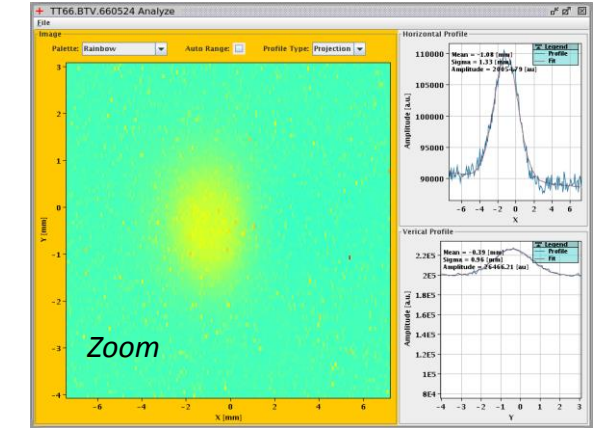 TT66.BTV.660524 Analyze
File
Image
Palette: Rainbow Auto Range: Profile Type: Projection
3
2
1
0
-1
-2
-3
-4
Y [mm]
Zoom
-6 -4 -2 0 2 4 6
X [mm]
Horizontal Profile
Legend
Profile
Fit
Mean = -1.08 [mm]
Sigma = 1.33 [mm]
110000
105000
100000
95000
90000
Amplitude [a.u.]
-6 -4 -2 0 2 4 6
X
Verical Profile
Legend
Profile
Fit
Mean = -0.39 [mm]
Sigma = 0.96 [mm]
Amplitude = 26466.21 [au]
2.2E5
2E5
1.8E5
1.6E5
1.4E5
1.2E5
1E5
8E4
Amplitude [a.u.]
-4 -3 -2 -1 0 1 2 3
Y